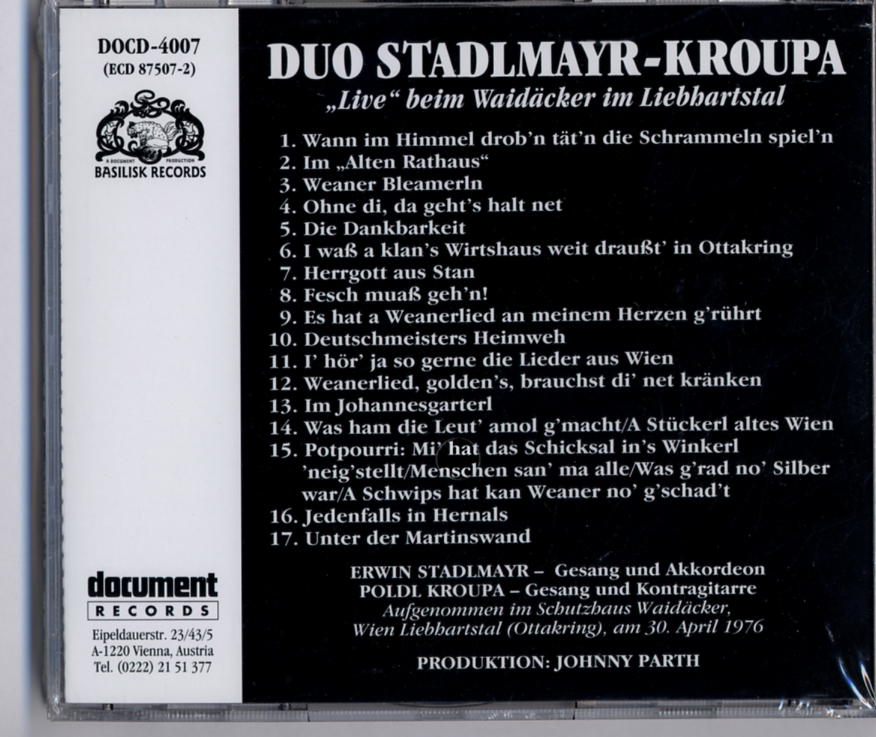 DOCD-4007
(ECD 87507-2)
A DOCUMENT PRODUCTION
BASILISK RECORDS
DUO STADLMAYR-KROUPA
„Live“ beim Waidäcker im Liebhartstal
1. Wann im Himmel drob'n tät'n die Schrammeln spiel'n
2. Im „Alten Rathaus“
3. Weaner Bleamerln
4. Ohne di, da geht's halt net
5. Die Dankbarkeit
6. I waß a klan's Wirtshaus weit draußt' in Ottakring
7. Herrgott aus Stan
8. Fesch muaß geh'n!
9. Es hat a Weanerlied an meinem Herzen g'rührt
10. Deutschmeisters Heimweh
11. I' hör' ja so gerne die Lieder aus Wien
12. Weanerlied, golden's, brauchst di' net kränken
13. Im Johannesgarterl
14. Was ham die Leut' amol g'macht/A Stückerl altes Wien
15. Potpourri: Mi' hat das Schicksal in's Winkerl
'neig'stellt/Menschen san' ma alle/Was g'rad no' Silber
war/A Schwips hat kan Weaner no' g'schad't
16. Jedenfalls in Hernals
17. Unter der Martinswand
ERWIN STADLMAYR – Gesang und Akkordeon
POLDL KROUPA – Gesang und Kontragitarre
Aufgenommen im Schutzhaus Waidäcker,
Wien Liebhartstal (Ottakring), am 30. April 1976
PRODUKTION: JOHNNY PARTH
document
RECORDS
Eipeldauerstr. 23/43/5
A-1220 Vienna, Austria
Tel. (0222) 21 51 377